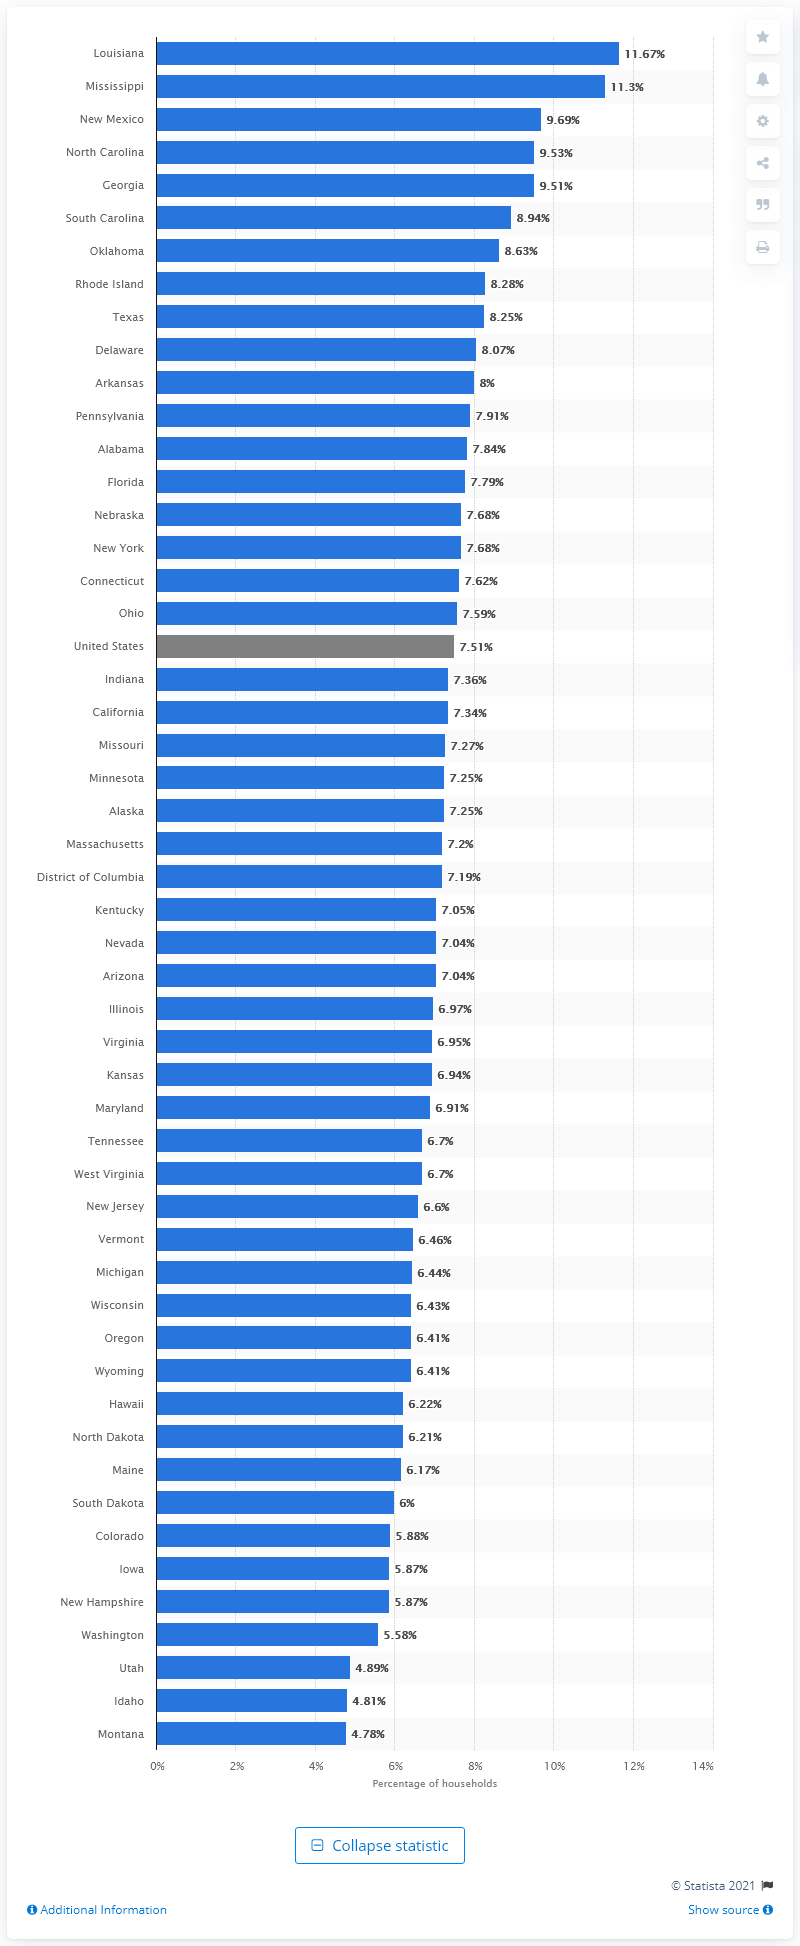 Louisiana 11.67%
Mississippi 11.3%
New Mexico 9.69%
North Carolina 9.53%
Georgia 9.51%
South Carolina 8.94%
Oklahoma 8.63%
Rhode Island 8.28%
Texas 8.25%
Delaware 8.07%
Arkansas 8%
Pennsylvania 7.91%
Alabama 7.84%
Florida 7.79%
Nebraska 7.68%
New York 7.68%
Connecticut 7.62%
Ohio 7.59%
United States 7.51%
Indiana 7.36%
California 7.34%
Missouri 7.27%
Minnesota 7.25%
Alaska 7.25%
Massachusetts 7.2%
District of Columbia 7.19%
Kentucky 7.05%
Nevada 7.04%
Arizona 7.04%
Illinois 6.97%
Virginia 6.95%
Kansas 6.94%
Maryland 6.91%
Tennessee 6.7%
West Virginia 6.7%
New Jersey 6.6%
Vermont 6.46%
Michigan 6.44%
Wisconsin 6.43%
Oregon 6.41%
Wyoming 6.41%
Hawaii 6.22%
North Dakota 6.21%
Maine 6.17%
South Dakota 6%
Colorado 5.88%
Iowa 5.87%
New Hampshire 5.87%
Washington 5.58%
Utah 4.89%
Idaho 4.81%
Montana 4.78%
0% 2% 4% 6% 8% 10% 12% 14%
Percentage of households
Collapse statistic
© Statista 2021
Additional Information Show source